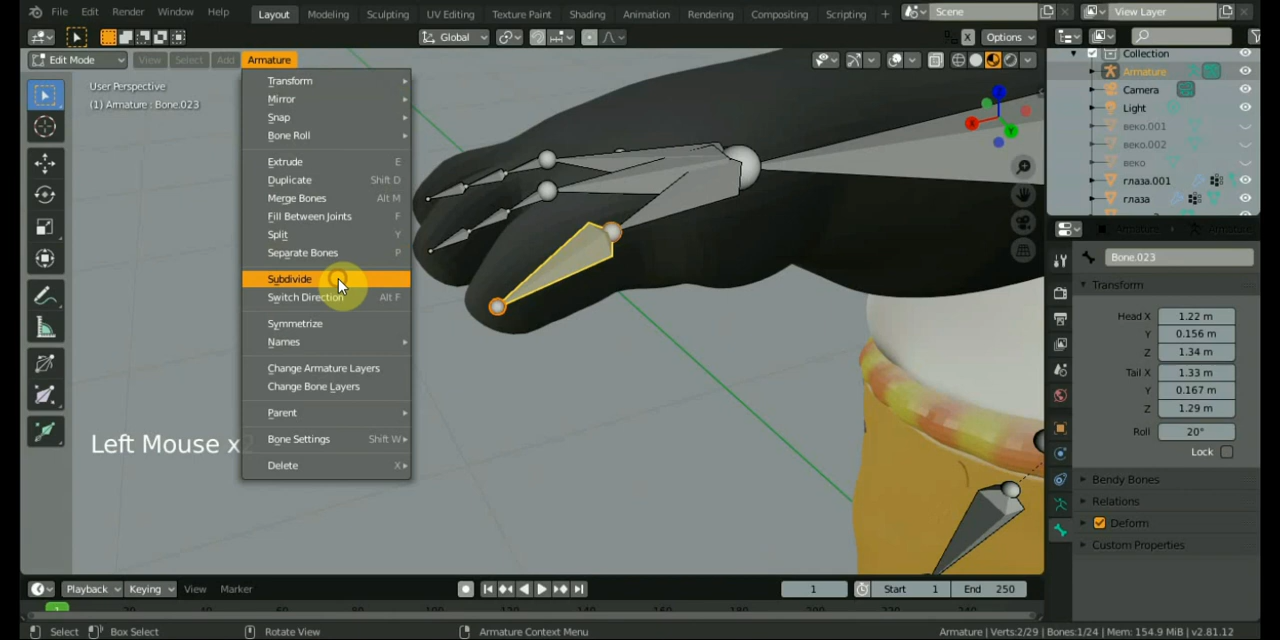 File Edit Render Window Help Layout Modeling Sculpting UV Editing Texture Paint Shading Animation Rendering Compositing Scripting + Scene View Layer
Global X Options
Edit Mode View Select Add Armature
User Perspective
(1) Armature : Bone.023
Transform
Mirror
Snap
Bone Roll
Extrude E
Duplicate Shift D
Merge Bones Alt M
Fill Between Joints F
Split Y
Separate Bones P
Subdivide
Switch Direction Alt F
Symmetrize
Names
Change Armature Layers
Change Bone Layers
Parent
Bone Settings Shift W
Delete X
Left Mouse x
X
Y
Z
Collection
Armature
Camera
Light
веко.001
веко.002
веко
глаза.001
глаза
Armature
Bone.023
Transform
Head X 1.22 m
Y 0.156 m
Z 1.34 m
Tail X 1.33 m
Y 0.167 m
Z 1.29 m
Roll 20°
Lock
Bendy Bones
Relations
Deform
Custom Properties
Playback Keying View Marker 1 Start 1 End 250
1
Select Box Select Rotate View Armature Context Menu Armature | Verts:2/29 | Bones:1/24 | Mem: 154.9 MiB | v2.81.12